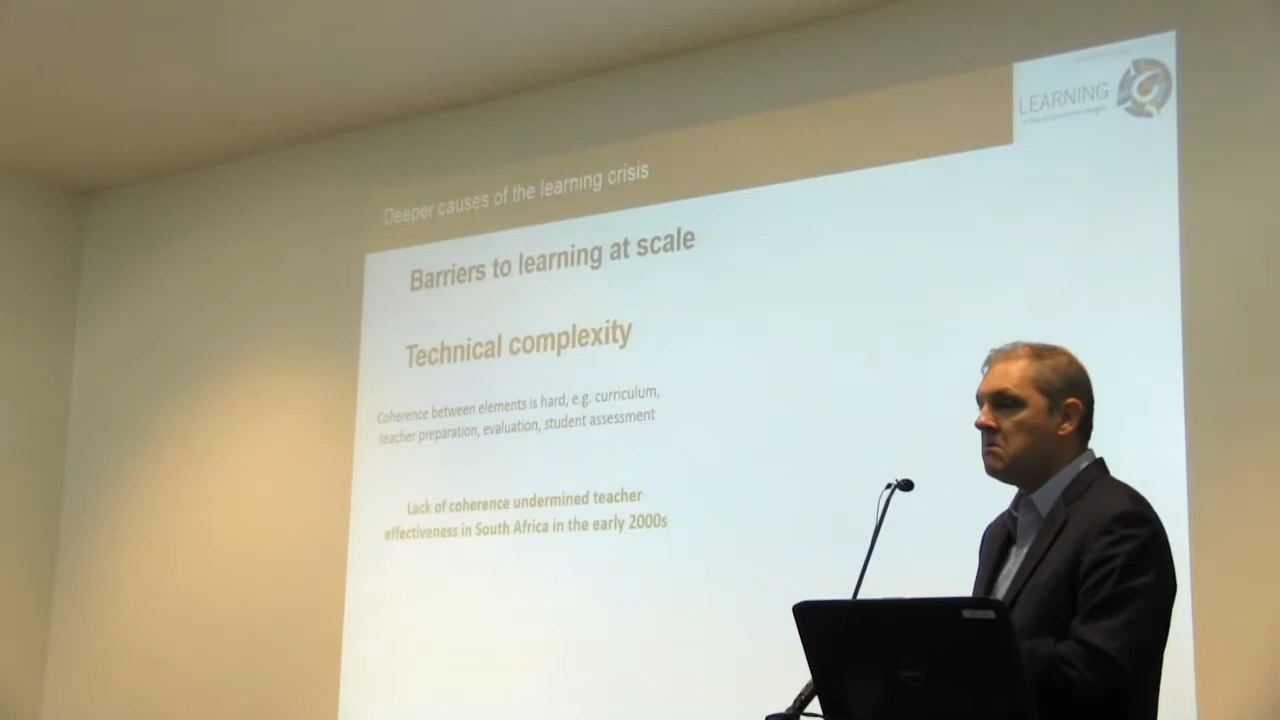 LEARNING
Deeper causes of the learning crisis
Barriers to learning at scale
Technical complexity
Coherence between elements is hard, e.g. curriculum,
teacher preparation, evaluation, student assessment
Lack of coherence undermined teacher
effectiveness in South Africa in the early 2000s